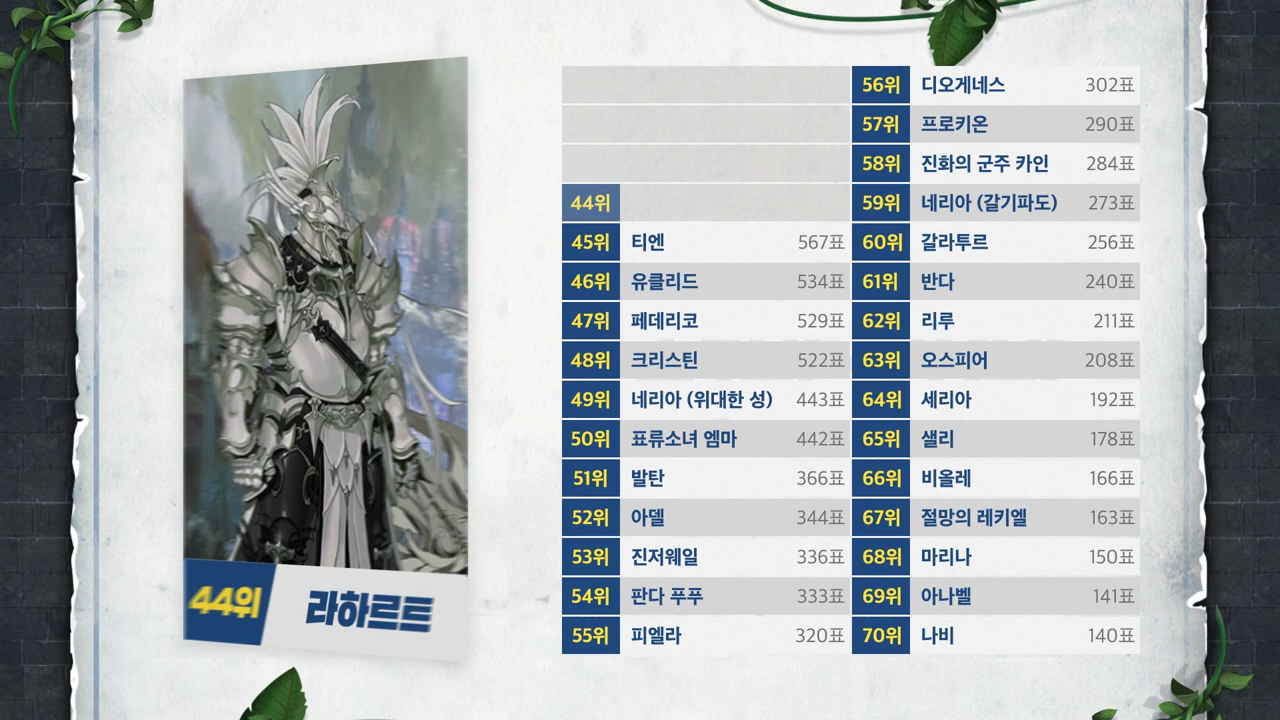 44위 라하르트
44위
45위 티엔 567표
46위 유클리드 534표
47위 페데리코 529표
48위 크리스틴 522표
49위 네리아 (위대한 성) 443표
50위 표류소녀 엠마 442표
51위 발탄 366표
52위 아델 344표
53위 진저웨일 336표
54위 판다 푸푸 333표
55위 피엘라 320표
56위 디오게네스 302표
57위 프로키온 290표
58위 진화의 군주 카인 284표
59위 네리아 (갈기파도) 273표
60위 갈라투르 256표
61위 반다 240표
62위 리루 211표
63위 오스피어 208표
64위 세리아 192표
65위 샐리 178표
66위 비올레 166표
67위 절망의 레키엘 163표
68위 마리나 150표
69위 아나벨 141표
70위 나비 140표